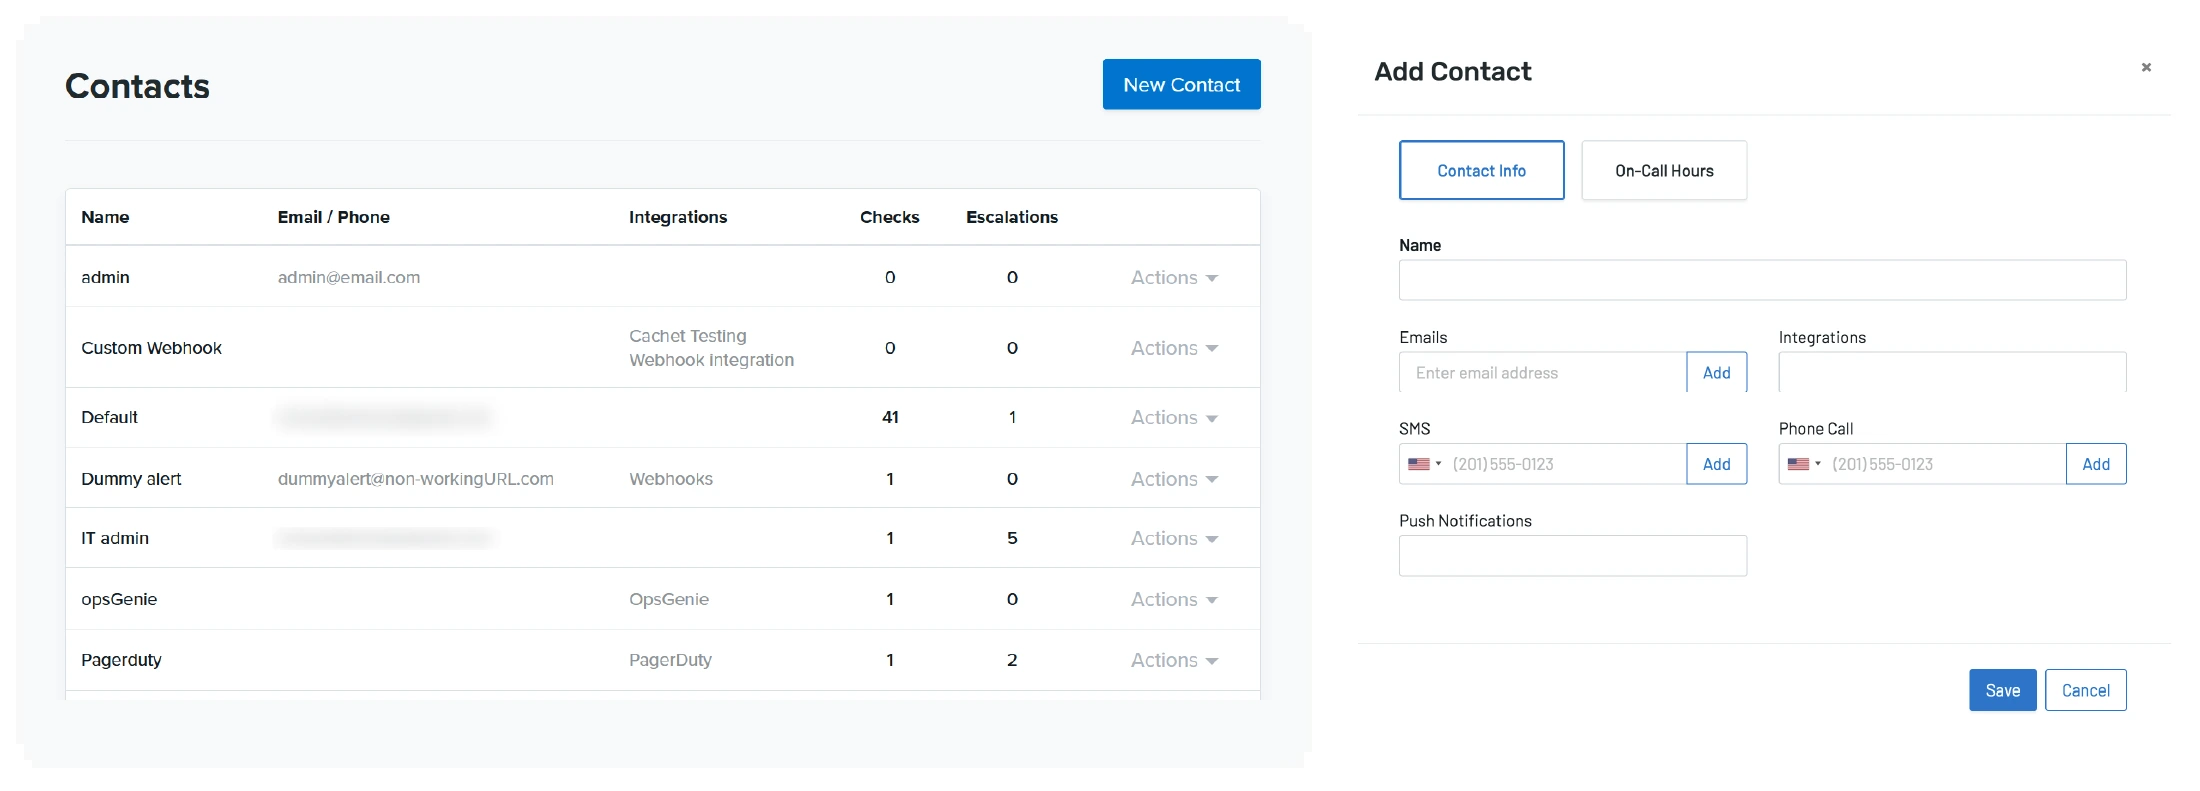 Contacts
New Contact
Name Email / Phone Integrations Checks Escalations
admin admin@email.com 0 0 Actions
Custom Webhook Cachet Testing Webhook integration 0 0 Actions
Default 41 1 Actions
Dummy alert dummyalert@non-workingURL.com Webhooks 1 0 Actions
IT admin 1 5 Actions
opsGenie OpsGenie 1 0 Actions
Pagerduty PagerDuty 1 2 Actions
Add Contact
×
Contact Info On-Call Hours
Name
Emails Integrations
Enter email address Add
SMS Phone Call
(201) 555-0123 Add (201) 555-0123 Add
Push Notifications
Save Cancel